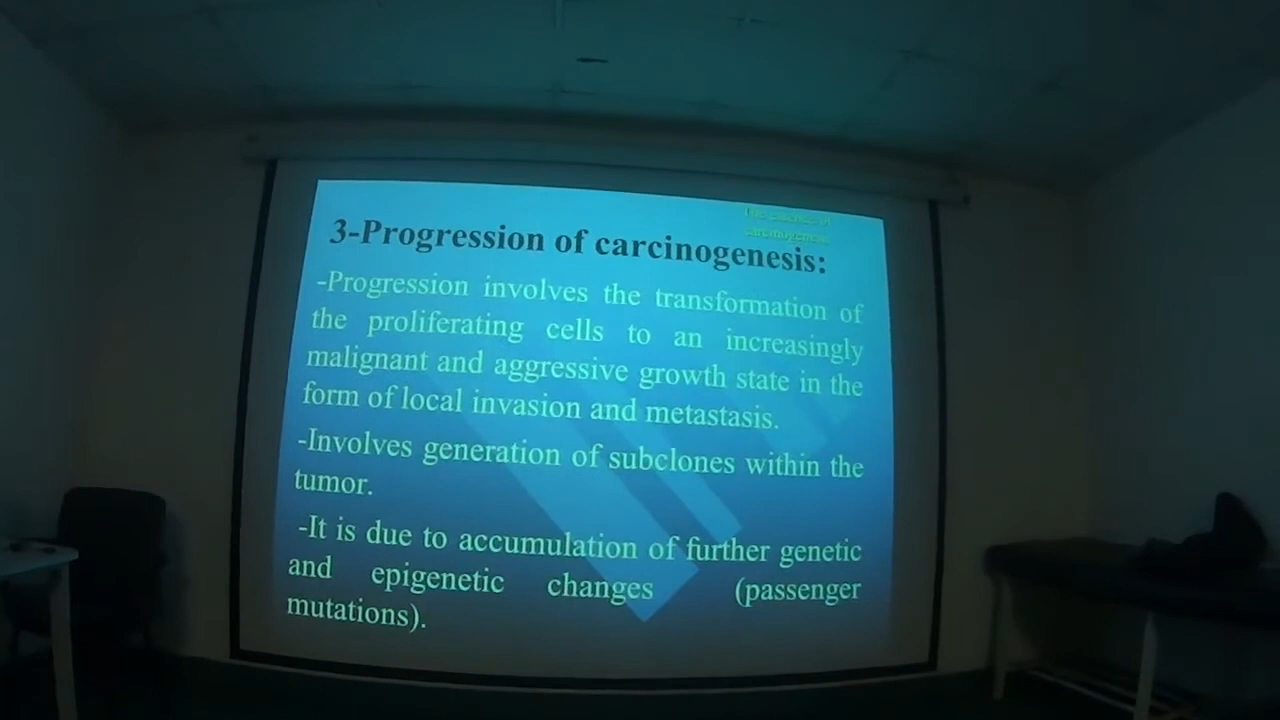 carcinogenesis
3-Progression of carcinogenesis:
-Progression involves the transformation of
the proliferating cells to an increasingly
malignant and aggressive growth state in the
form of local invasion and metastasis.
-Involves generation of subclones within the
tumor.
-It is due to accumulation of further genetic
and epigenetic changes (passenger
mutations).